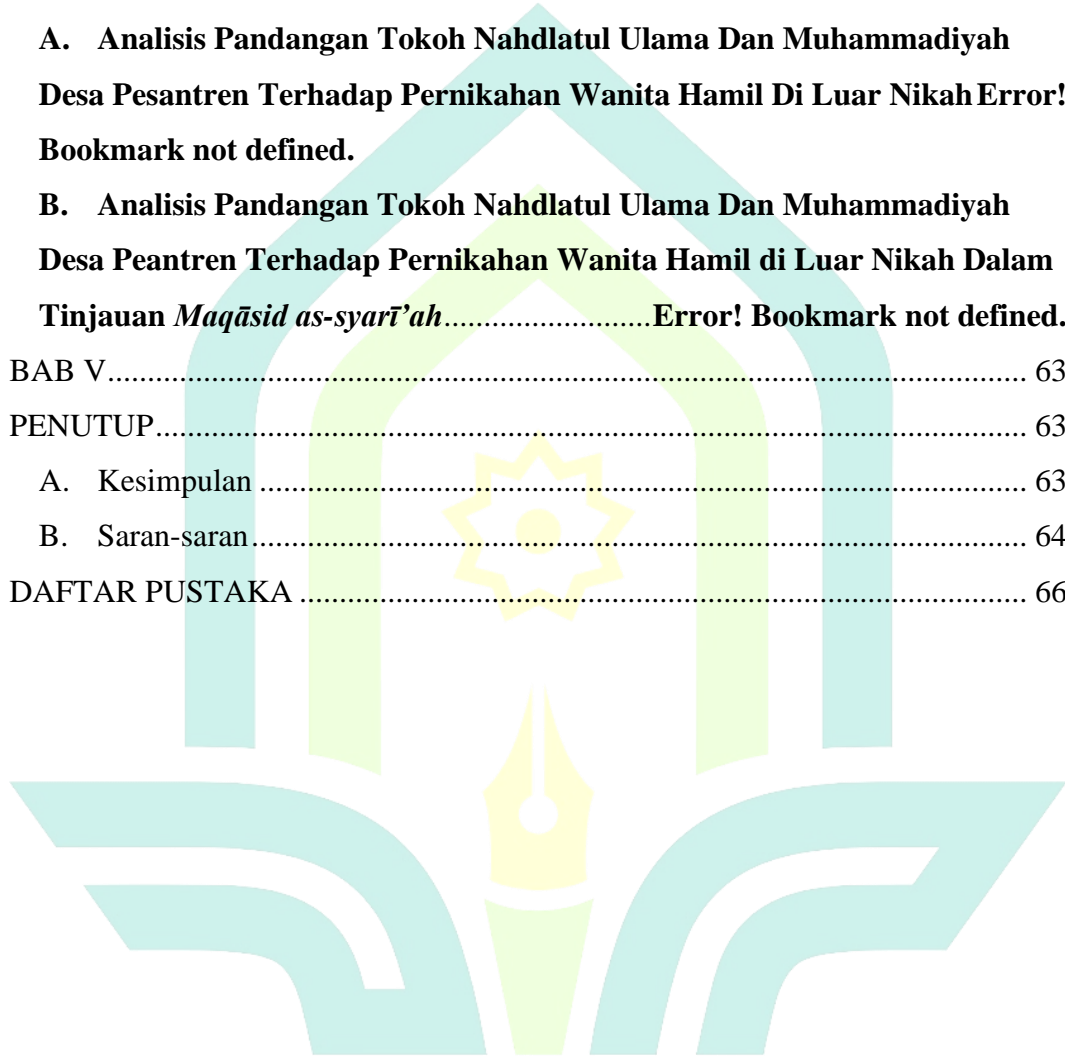 A. Analisis Pandangan Tokoh Nahdlatul Ulama Dan Muhammadiyah
Desa Pesantren Terhadap Pernikahan Wanita Hamil Di Luar Nikah Error!
Bookmark not defined.
B. Analisis Pandangan Tokoh Nahdlatul Ulama Dan Muhammadiyah
Desa Peantren Terhadap Pernikahan Wanita Hamil di Luar Nikah Dalam
Tinjauan Maqāsid as-syarī’ah..........................Error! Bookmark not defined.
BAB V.................................................................................................................... 63
PENUTUP.............................................................................................................. 63
A. Kesimpulan ................................................................................................ 63
B. Saran-saran................................................................................................. 64
DAFTAR PUSTAKA ........................................................................................... 66